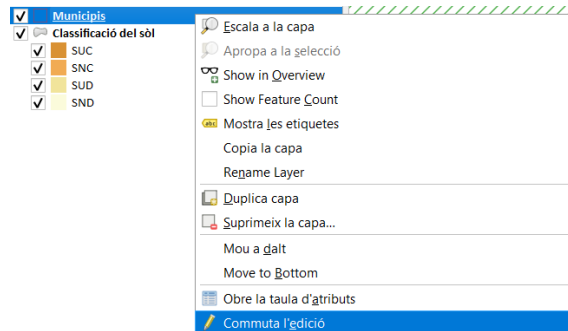 Municipis
Classificació del sòl
SUC
SNC
SUD
SND
Escala a la capa
Apropa a la selecció
Show in Overview
Show Feature Count
abc Mostra les etiquetes
Copia la capa
Rename Layer
Duplica capa
Suprimeix la capa...
Mou a dalt
Move to Bottom
Obre la taula d'atributs
Commuta l'edició